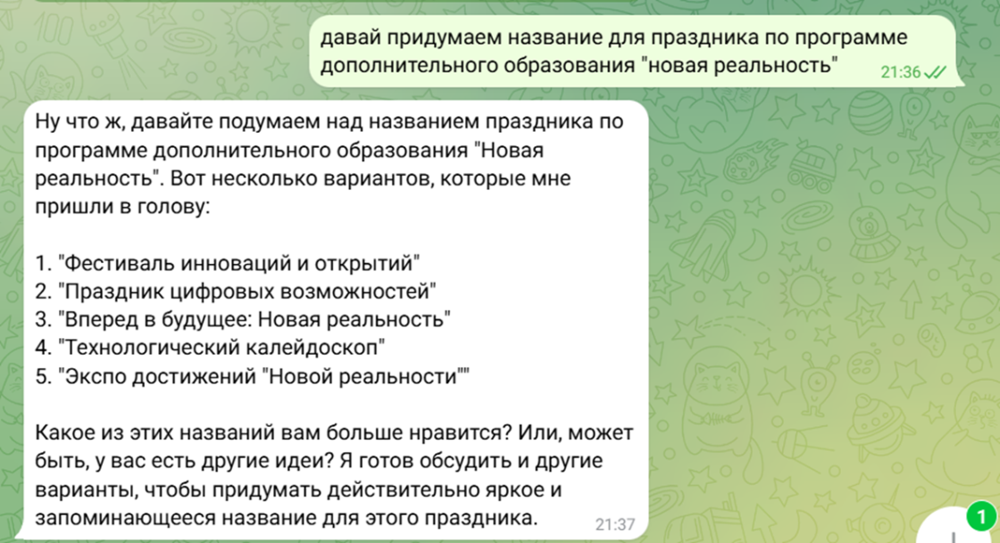 давай придумаем название для праздника по программе
дополнительного образования "новая реальность"
21:36
Ну что ж, давайте подумаем над названием праздника по
программе дополнительного образования "Новая
реальность". Вот несколько вариантов, которые мне
пришли в голову:
1. "Фестиваль инноваций и открытий"
2. "Праздник цифровых возможностей"
3. "Вперед в будущее: Новая реальность"
4. "Технологический калейдоскоп"
5. "Экспо достижений "Новой реальности""
Какое из этих названий вам больше нравится? Или, может
быть, у вас есть другие идеи? Я готов обсудить и другие
варианты, чтобы придумать действительно яркое и
запоминающееся название для этого праздника.
21:37
1